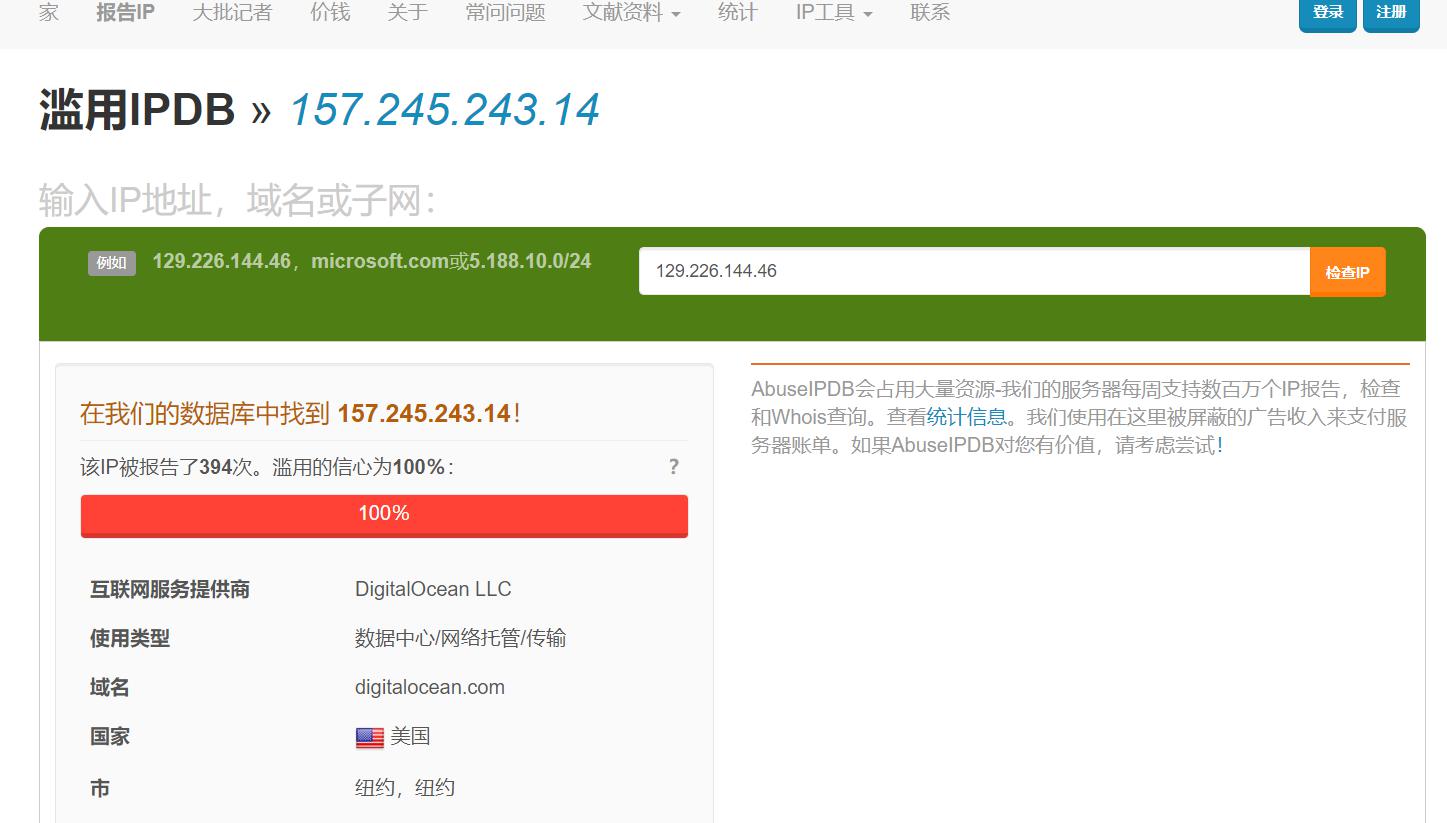 家 报告IP 大批记者 价钱 关于 常问问题 文献资料 统计 IP工具 联系 登录 注册
滥用IPDB » 157.245.243.14
输入IP地址，域名或子网：
例如 129.226.144.46，microsoft.com或5.188.10.0/24 129.226.144.46 检查IP
在我们的数据库中找到 157.245.243.14！
该IP被报告了394次。滥用的信心为100%： ?
100%
互联网服务提供商 DigitalOcean LLC
使用类型 数据中心/网络托管/传输
域名 digitalocean.com
国家 美国
市 纽约，纽约
AbuseIPDB会占用大量资源-我们的服务器每周支持数百万个IP报告，检查
和Whois查询。查看统计信息。我们使用在这里被屏蔽的广告收入来支付服
务器账单。如果AbuseIPDB对您有价值，请考虑尝试！